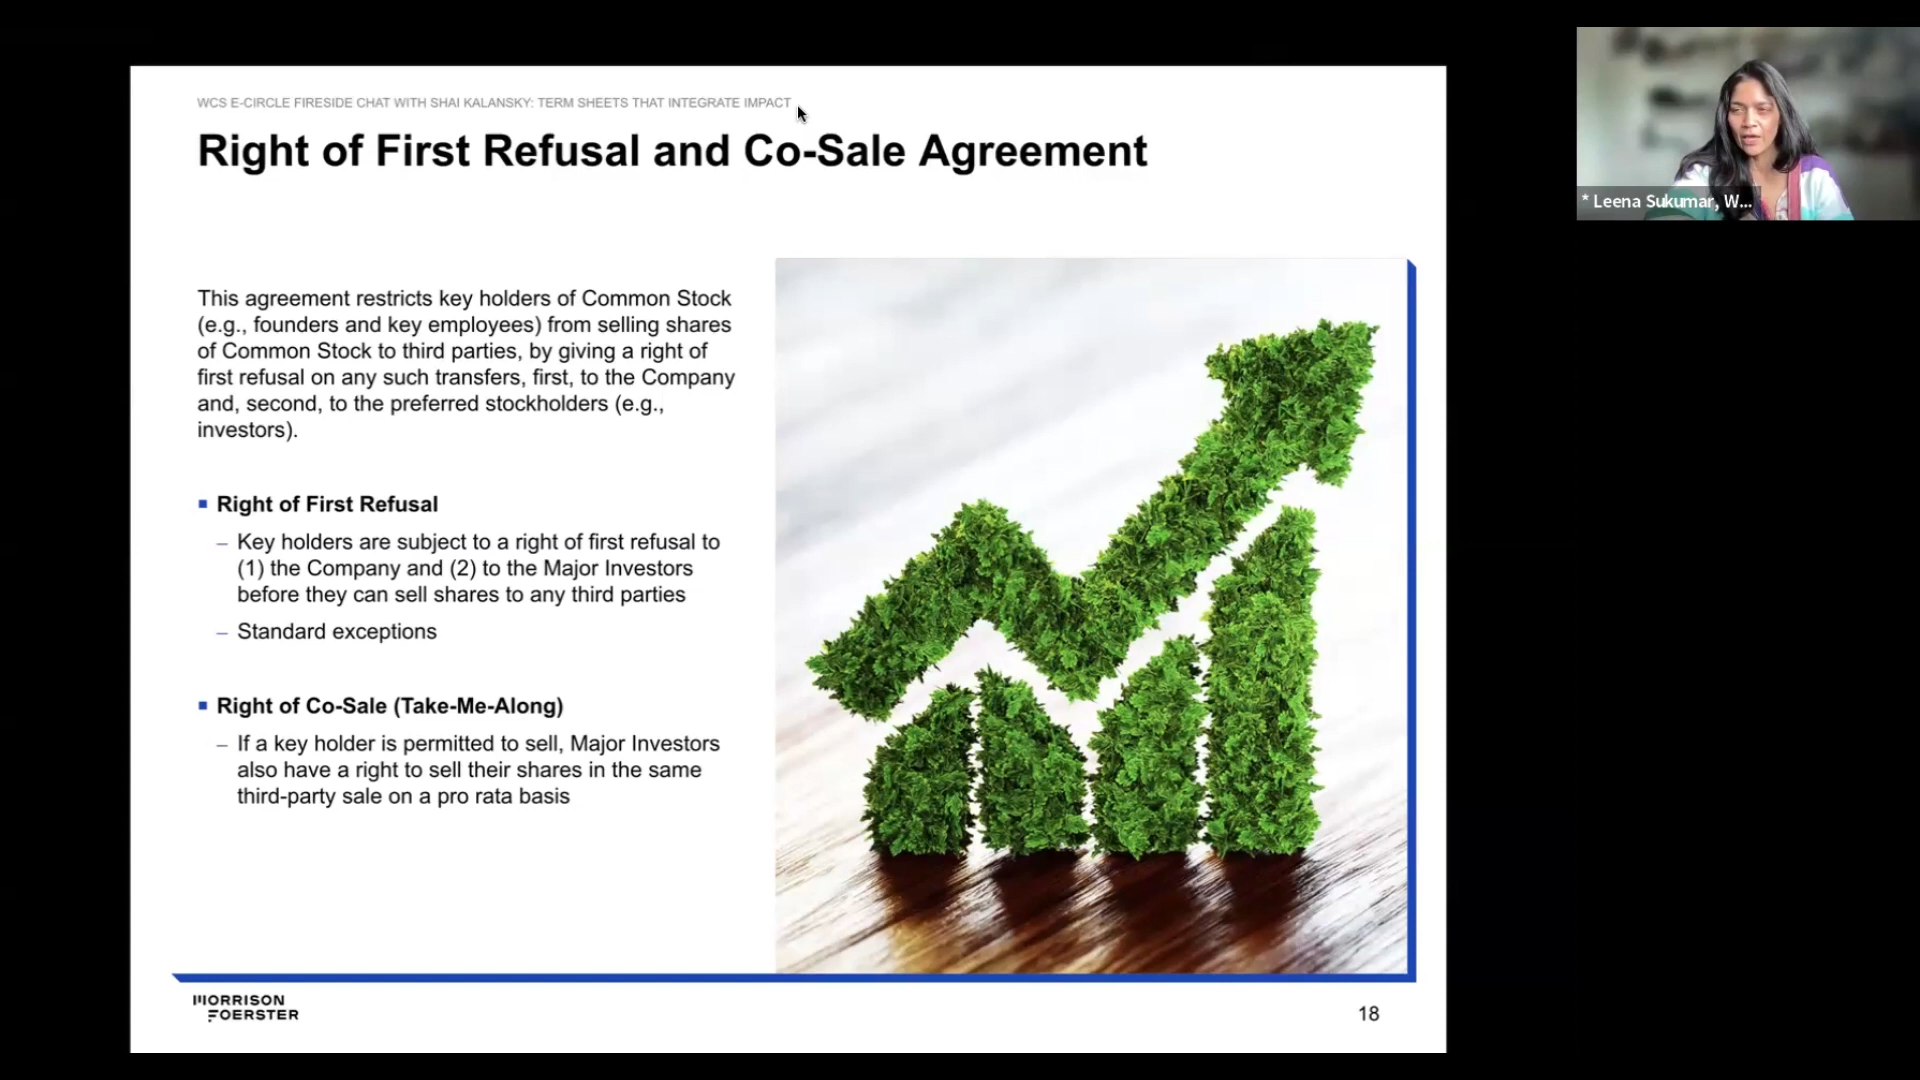 WCS E-CIRCLE FIRESIDE CHAT WITH SHAI KALANSKY: TERM SHEETS THAT INTEGRATE IMPACT
Right of First Refusal and Co-Sale Agreement
* Leena Sukumar, W...
This agreement restricts key holders of Common Stock
(e.g., founders and key employees) from selling shares
of Common Stock to third parties, by giving a right of
first refusal on any such transfers, first, to the Company
and, second, to the preferred stockholders (e.g.,
investors).
▪ Right of First Refusal
– Key holders are subject to a right of first refusal to
(1) the Company and (2) to the Major Investors
before they can sell shares to any third parties
– Standard exceptions
▪ Right of Co-Sale (Take-Me-Along)
– If a key holder is permitted to sell, Major Investors
also have a right to sell their shares in the same
third-party sale on a pro rata basis
MORRISON
FOERSTER
18